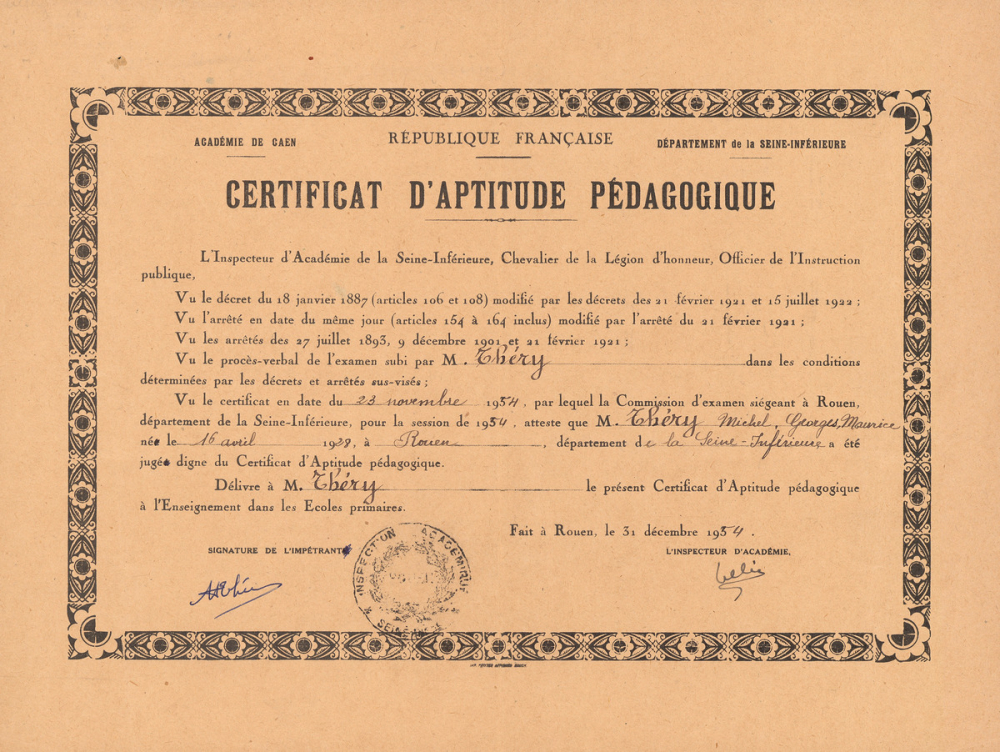 ACADÉMIE DE CAEN
RÉPUBLIQUE FRANÇAISE
DÉPARTEMENT de la SEINE-INFÉRIEURE
CERTIFICAT D'APTITUDE PÉDAGOGIQUE
L'Inspecteur d'Académie de la Seine-Inférieure, Chevalier de la Légion d'honneur, Officier de l'Instruction
publique,
Vu le décret du 18 janvier 1887 (articles 106 et 108) modifié par les décrets des 21 février 1921 et 15 juillet 1922 ;
Vu l'arrêté en date du même jour (articles 154 à 164 inclus) modifié par l'arrêté du 21 février 1921 ;
Vu les arrêtés des 27 juillet 1893, 9 décembre 1901 et 21 février 1921 ;
Vu le procès-verbal de l'examen subi par M. Théry dans les conditions
déterminées par les décrets et arrêtés sus-visés ;
Vu le certificat en date du 23 novembre 1954, par lequel la Commission d'examen siégeant à Rouen,
département de la Seine-Inférieure, pour la session de 1954, atteste que M. Théry Michel, Georges, Maurice
né le 16 avril 1928, à Rouen, département de la Seine-Inférieure a été
jugé digne du Certificat d'Aptitude pédagogique.
Délivré à M. Théry le présent Certificat d'Aptitude pédagogique
à l'Enseignement dans les Ecoles primaires.
Fait à Rouen, le 31 décembre 1954.
SIGNATURE DE L'IMPÉTRANT
L'INSPECTEUR D'ACADÉMIE,
INSPECTION ACADÉMIQUE